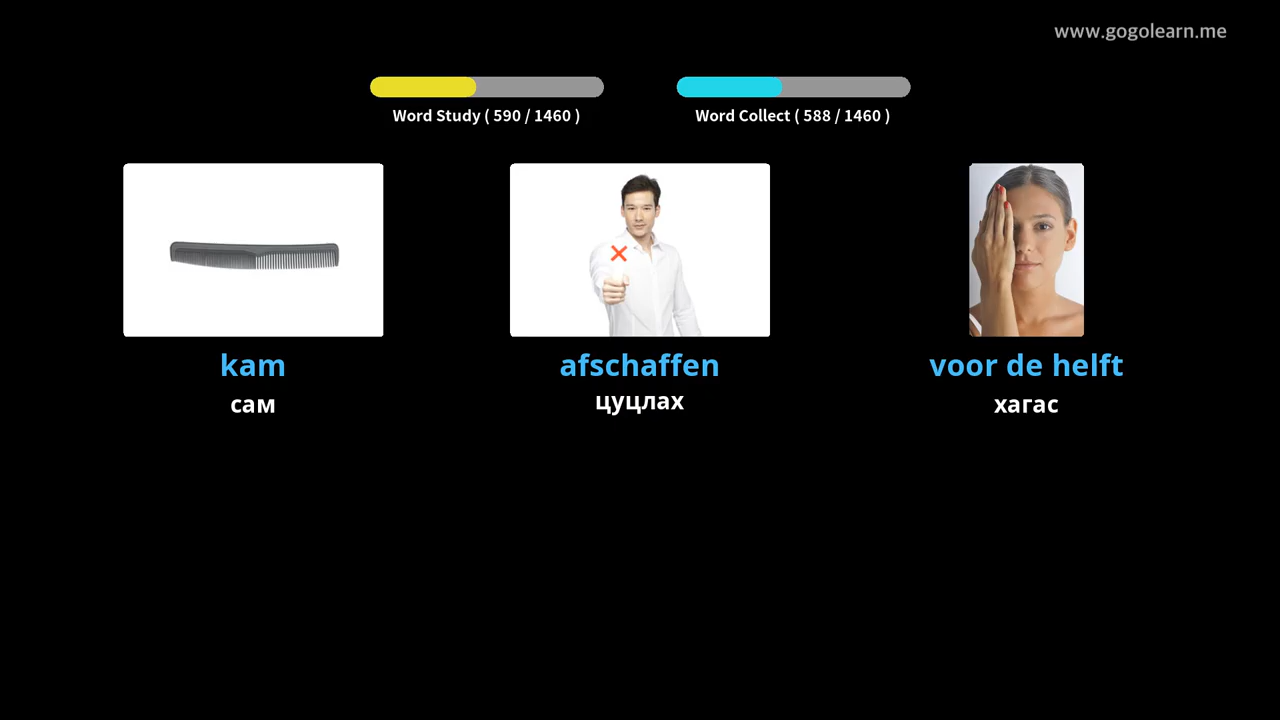 www.gogolearn.me
Word Study ( 590 / 1460 )
Word Collect ( 588 / 1460 )
kam
afschaffen
voor de helft
сам
цуцлах
хагас